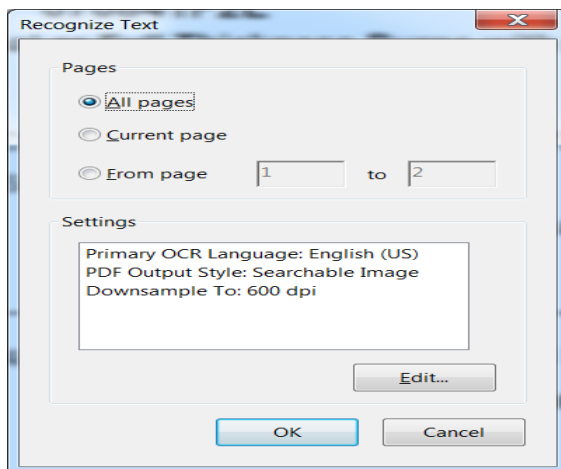 Recognize Text
Pages
All pages
Current page
From page 1 to 2
Settings
Primary OCR Language: English (US)
PDF Output Style: Searchable Image
Downsample To: 600 dpi
Edit...
OK Cancel